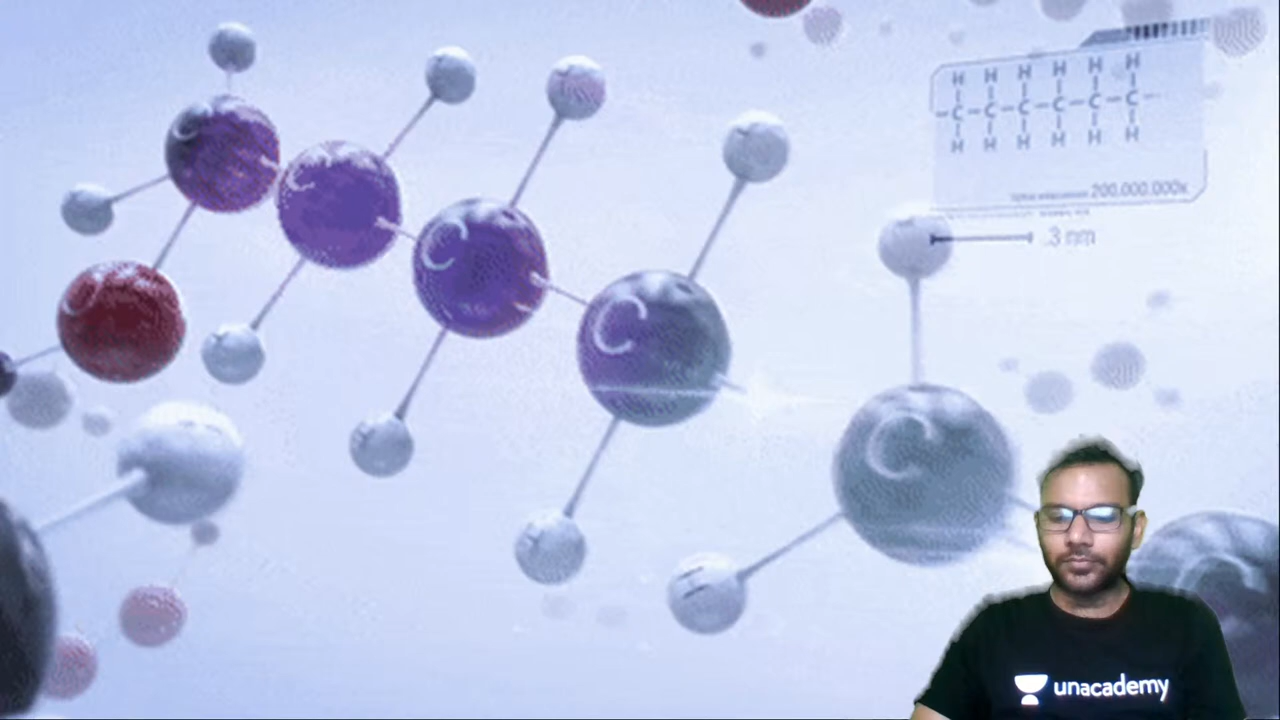 H H H H H H
-C-C-C-C-C-C-
H H H H H H
200.000.000x
.3 nm
C
C
C
C
C
C
C
unacademy